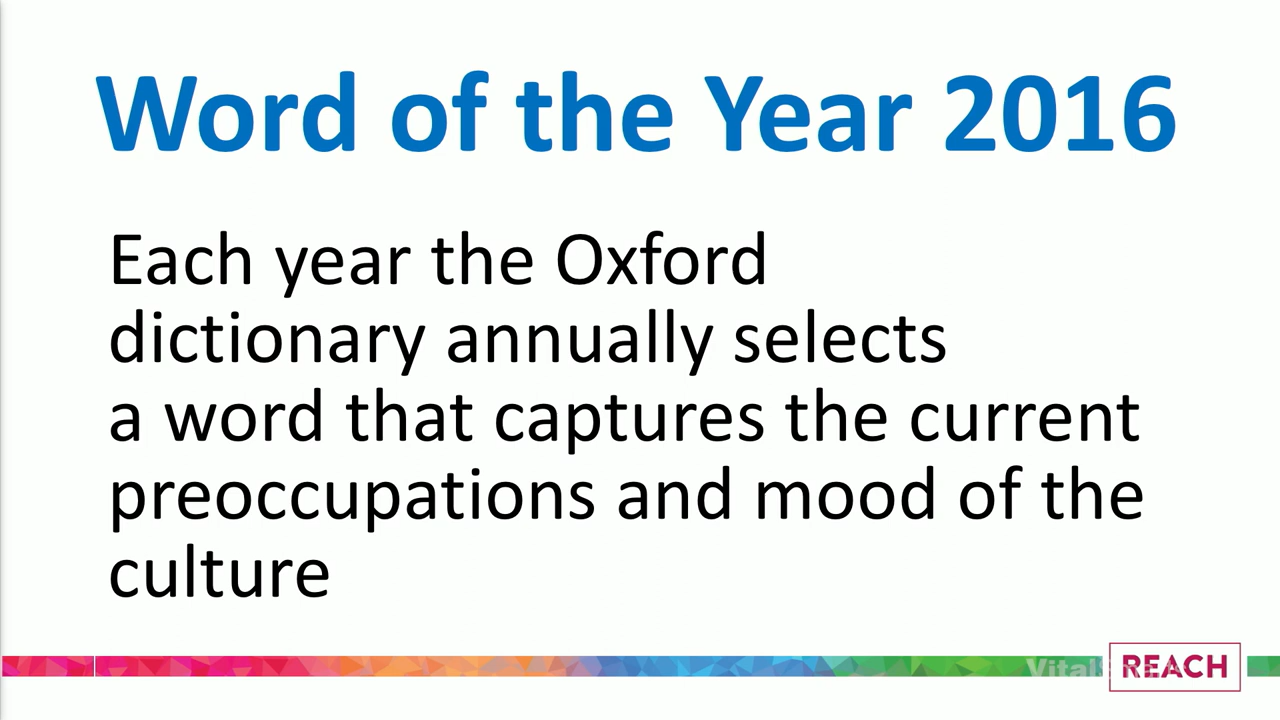 Word of the Year 2016
Each year the Oxford
dictionary annually selects
a word that captures the current
preoccupations and mood of the
culture
VitalSmarts
REACH